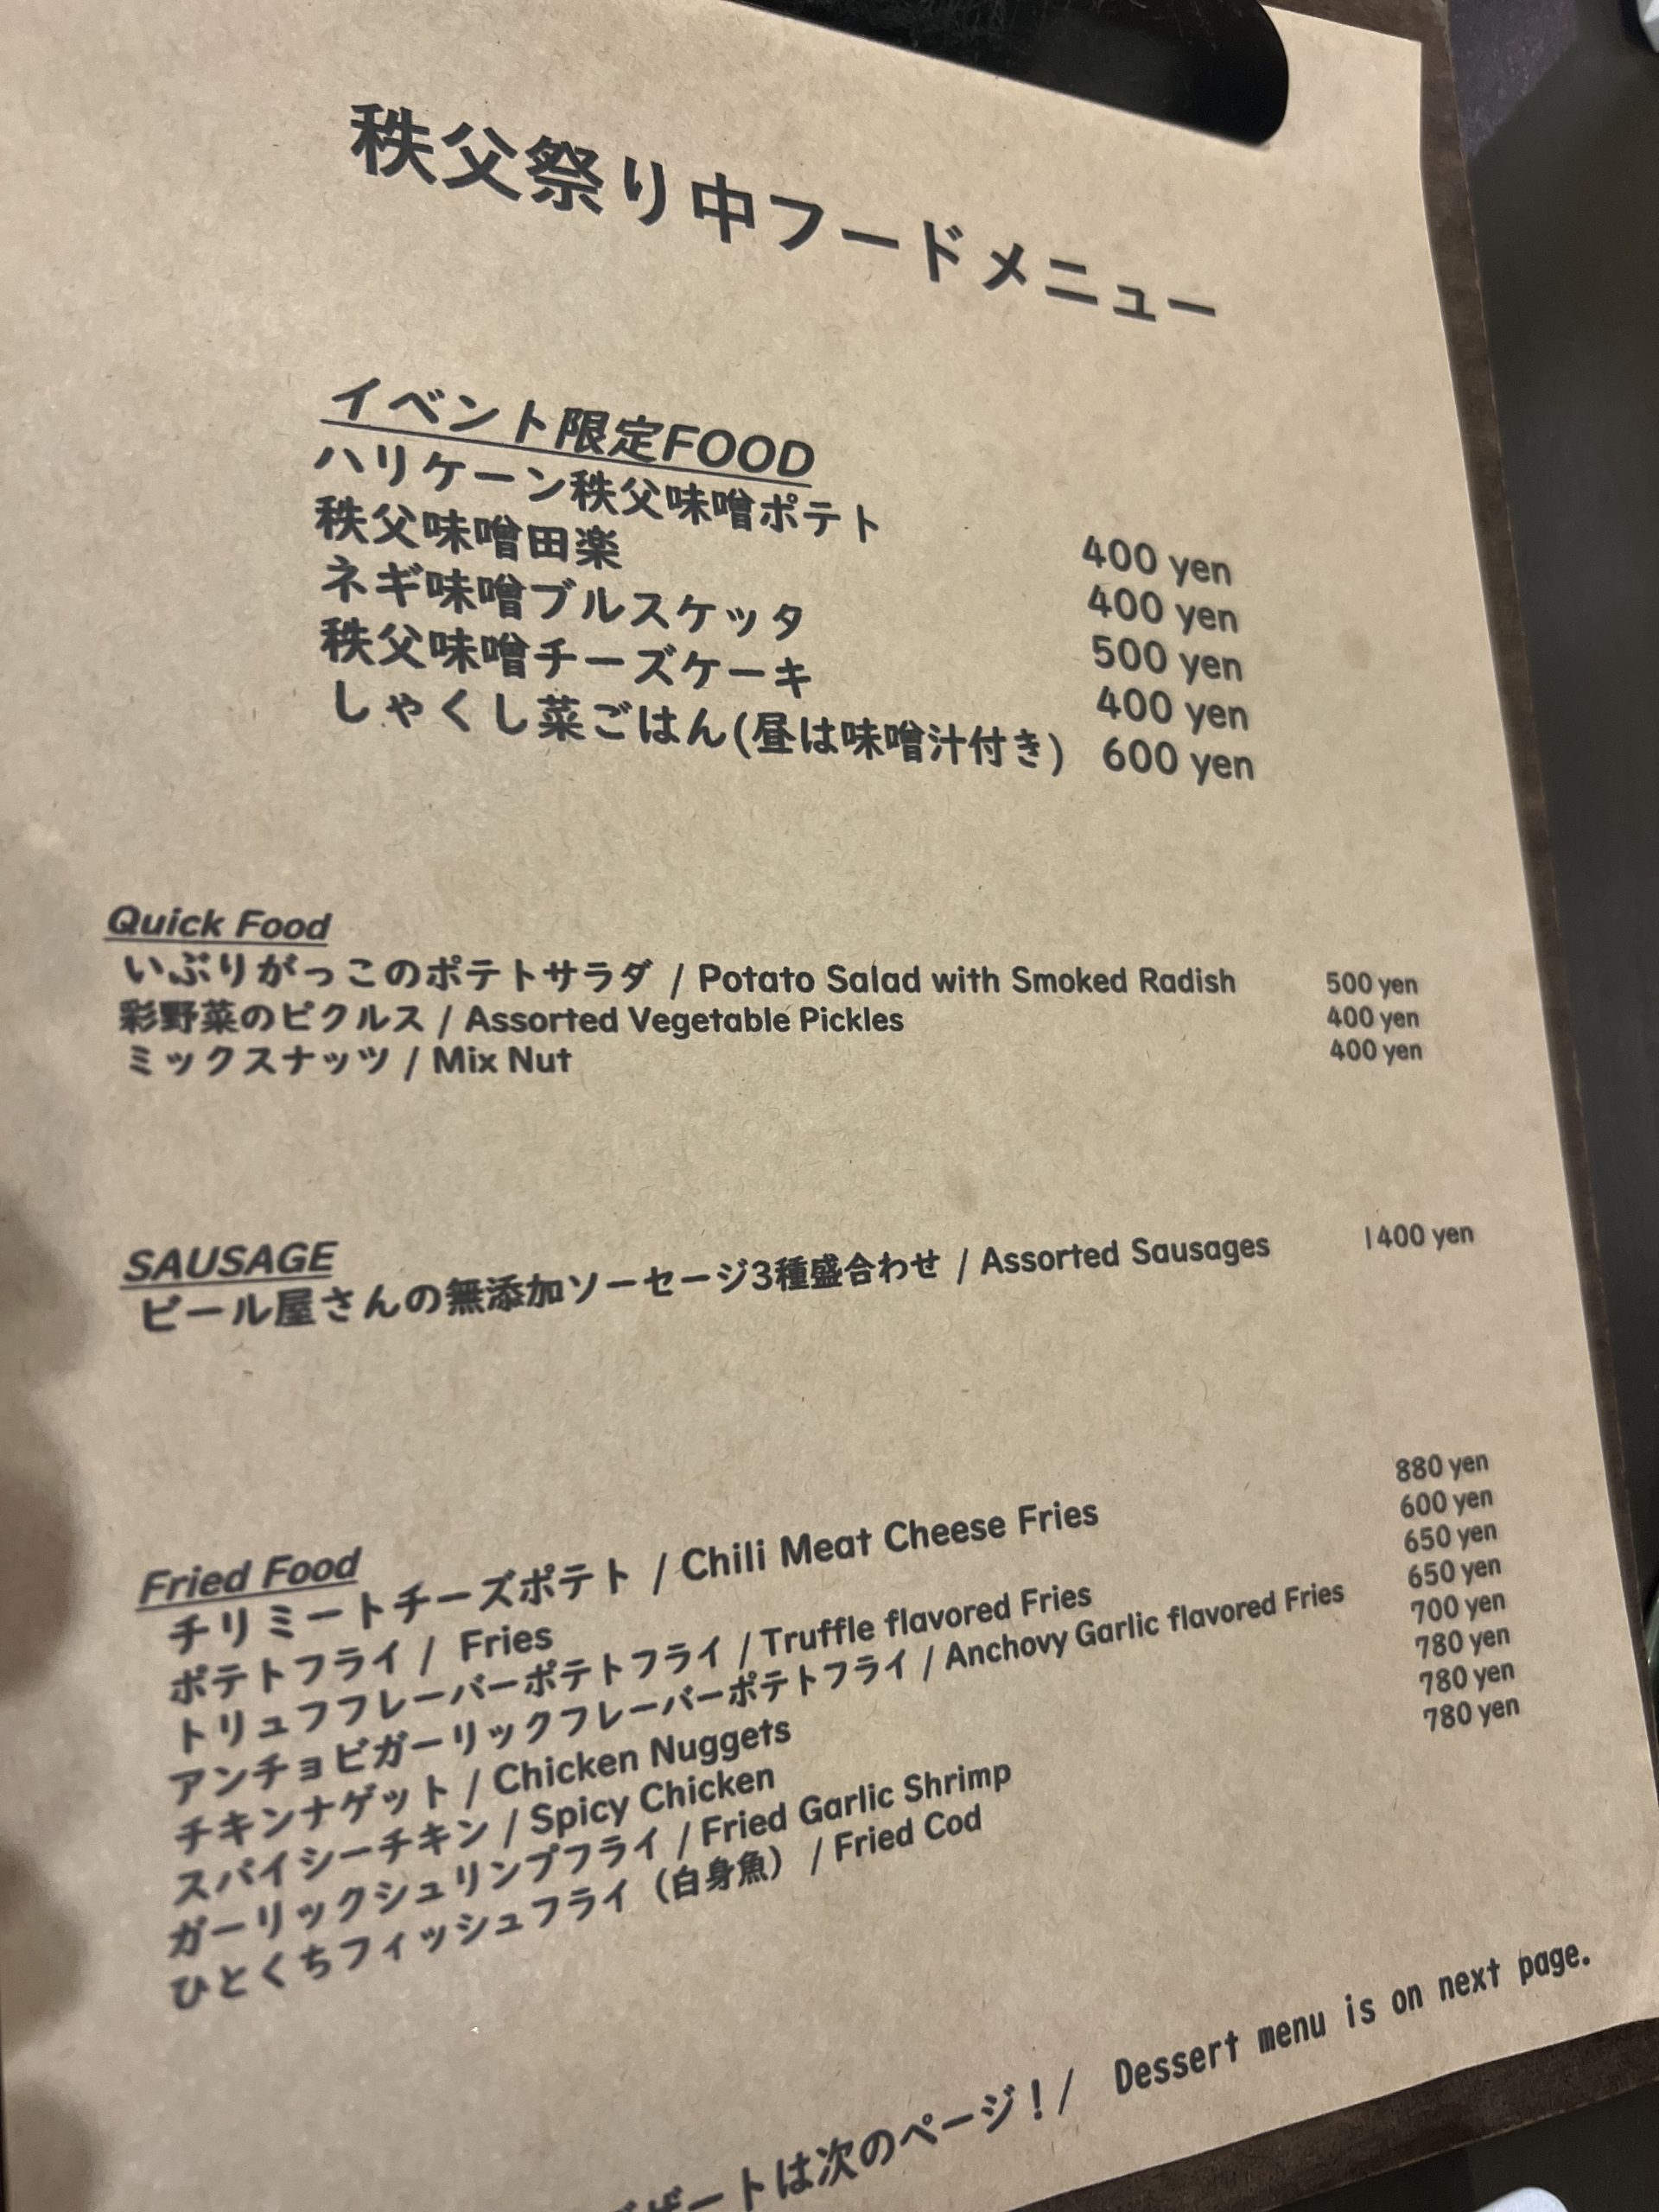 秩父祭り中フードメニュー
イベント限定FOOD
ハリケーン秩父味噌ポテト 400 yen
秩父味噌田楽 400 yen
ネギ味噌ブルスケッタ 500 yen
秩父味噌チーズケーキ 400 yen
しゃくし菜ごはん(昼は味噌汁付き) 600 yen
Quick Food
いぶりがっこのポテトサラダ / Potato Salad with Smoked Radish 500 yen
彩野菜のピクルス / Assorted Vegetable Pickles 400 yen
ミックスナッツ / Mix Nut 400 yen
SAUSAGE
ビール屋さんの無添加ソーセージ3種盛合わせ / Assorted Sausages 1400 yen
Fried Food
チリミートチーズポテト / Chili Meat Cheese Fries 880 yen
ポテトフライ / Fries 600 yen
トリュフフレーバーポテトフライ / Truffle flavored Fries 650 yen
アンチョビガーリックフレーバーポテトフライ / Anchovy Garlic flavored Fries 650 yen
チキンナゲット / Chicken Nuggets 700 yen
スパイシーチキン / Spicy Chicken 780 yen
ガーリックシュリンプフライ / Fried Garlic Shrimp 780 yen
ひとくちフィッシュフライ（白身魚） / Fried Cod 780 yen
デザートは次のページ！/ Dessert menu is on next page.